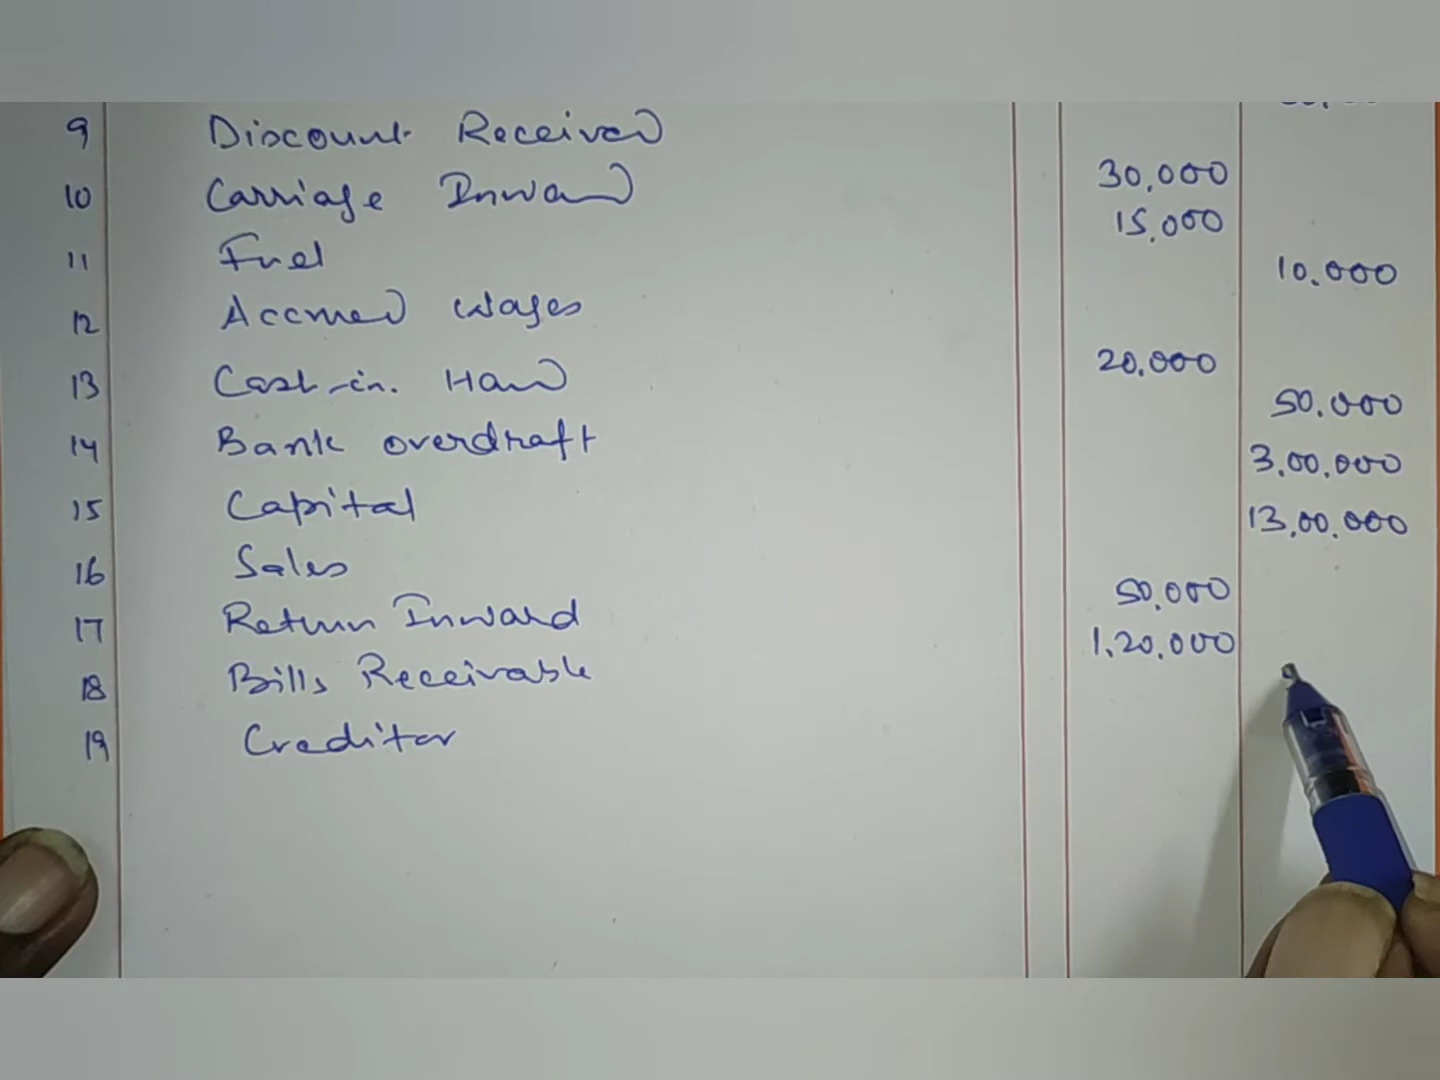 9 Discount Received
10 Carriage Inward 30,000
11 Fuel 15,000
12 Accrued Wages 10,000
13 Cash-in. Hand 20,000
14 Bank overdraft 50,000
15 Capital 3,00,000
16 Sales 13,00,000
17 Return Inward 50,000
18 Bills Receivable 1,20,000
19 Creditor